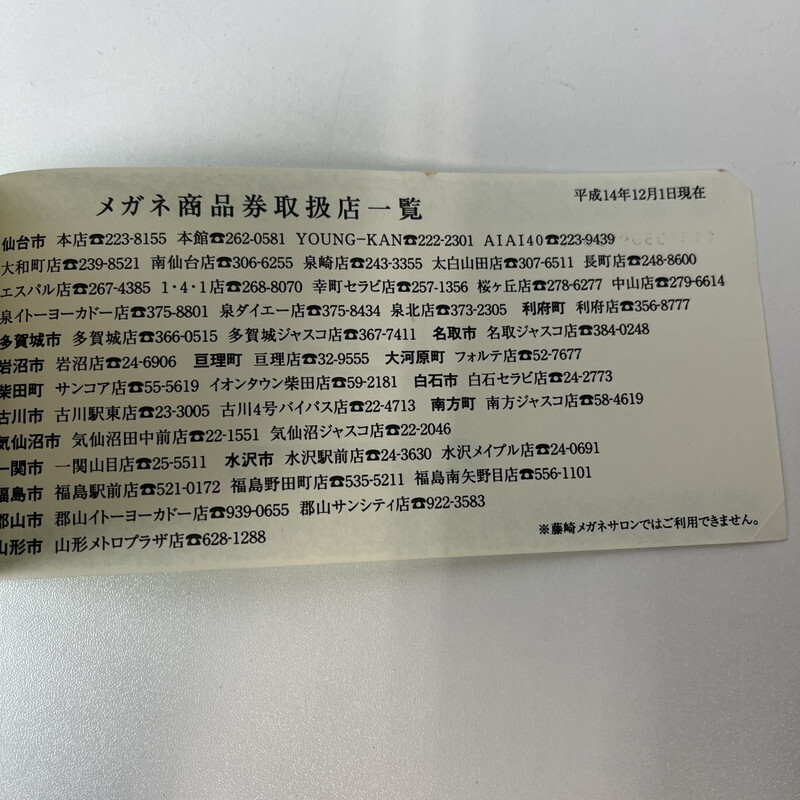 メガネ商品券取扱店一覧
平成14年12月1日現在
仙台市 本店☎223-8155 本館☎262-0581 YOUNG-KAN☎222-2301 AIAI40☎223-9439
大和町店☎239-8521 南仙台店☎306-6255 泉崎店☎243-3355 太白山田店☎307-6511 長町店☎248-8600
エスパル店☎267-4385 1・4・1店☎268-8070 幸町セラビ店☎257-1356 桜ヶ丘店☎278-6277 中山店☎279-6614
泉イトーヨーカドー店☎375-8801 泉ダイエー店☎375-8434 泉北店☎373-2305 利府町 利府店☎356-8777
多賀城市 多賀城店☎366-0515 多賀城ジャスコ店☎367-7411 名取市 名取ジャスコ店☎384-0248
岩沼市 岩沼店☎24-6906 亘理町 亘理店☎32-9555 大河原町 フォルテ店☎52-7677
柴田町 サンコア店☎55-5619 イオンタウン柴田店☎59-2181 白石市 白石セラビ店☎24-2773
古川市 古川駅東店☎23-3005 古川4号バイパス店☎22-4713 南方町 南方ジャスコ店☎58-4619
気仙沼市 気仙沼田中前店☎22-1551 気仙沼ジャスコ店☎22-2046
一関市 一関山目店☎25-5511 水沢市 水沢駅前店☎24-3630 水沢メイプル店☎24-0691
福島市 福島駅前店☎521-0172 福島野田町店☎535-5211 福島南矢野目店☎556-1101
郡山市 郡山イトーヨーカドー店☎939-0655 郡山サンシティ店☎922-3583
山形市 山形メトロプラザ店☎628-1288
※藤崎メガネサロンではご利用できません。